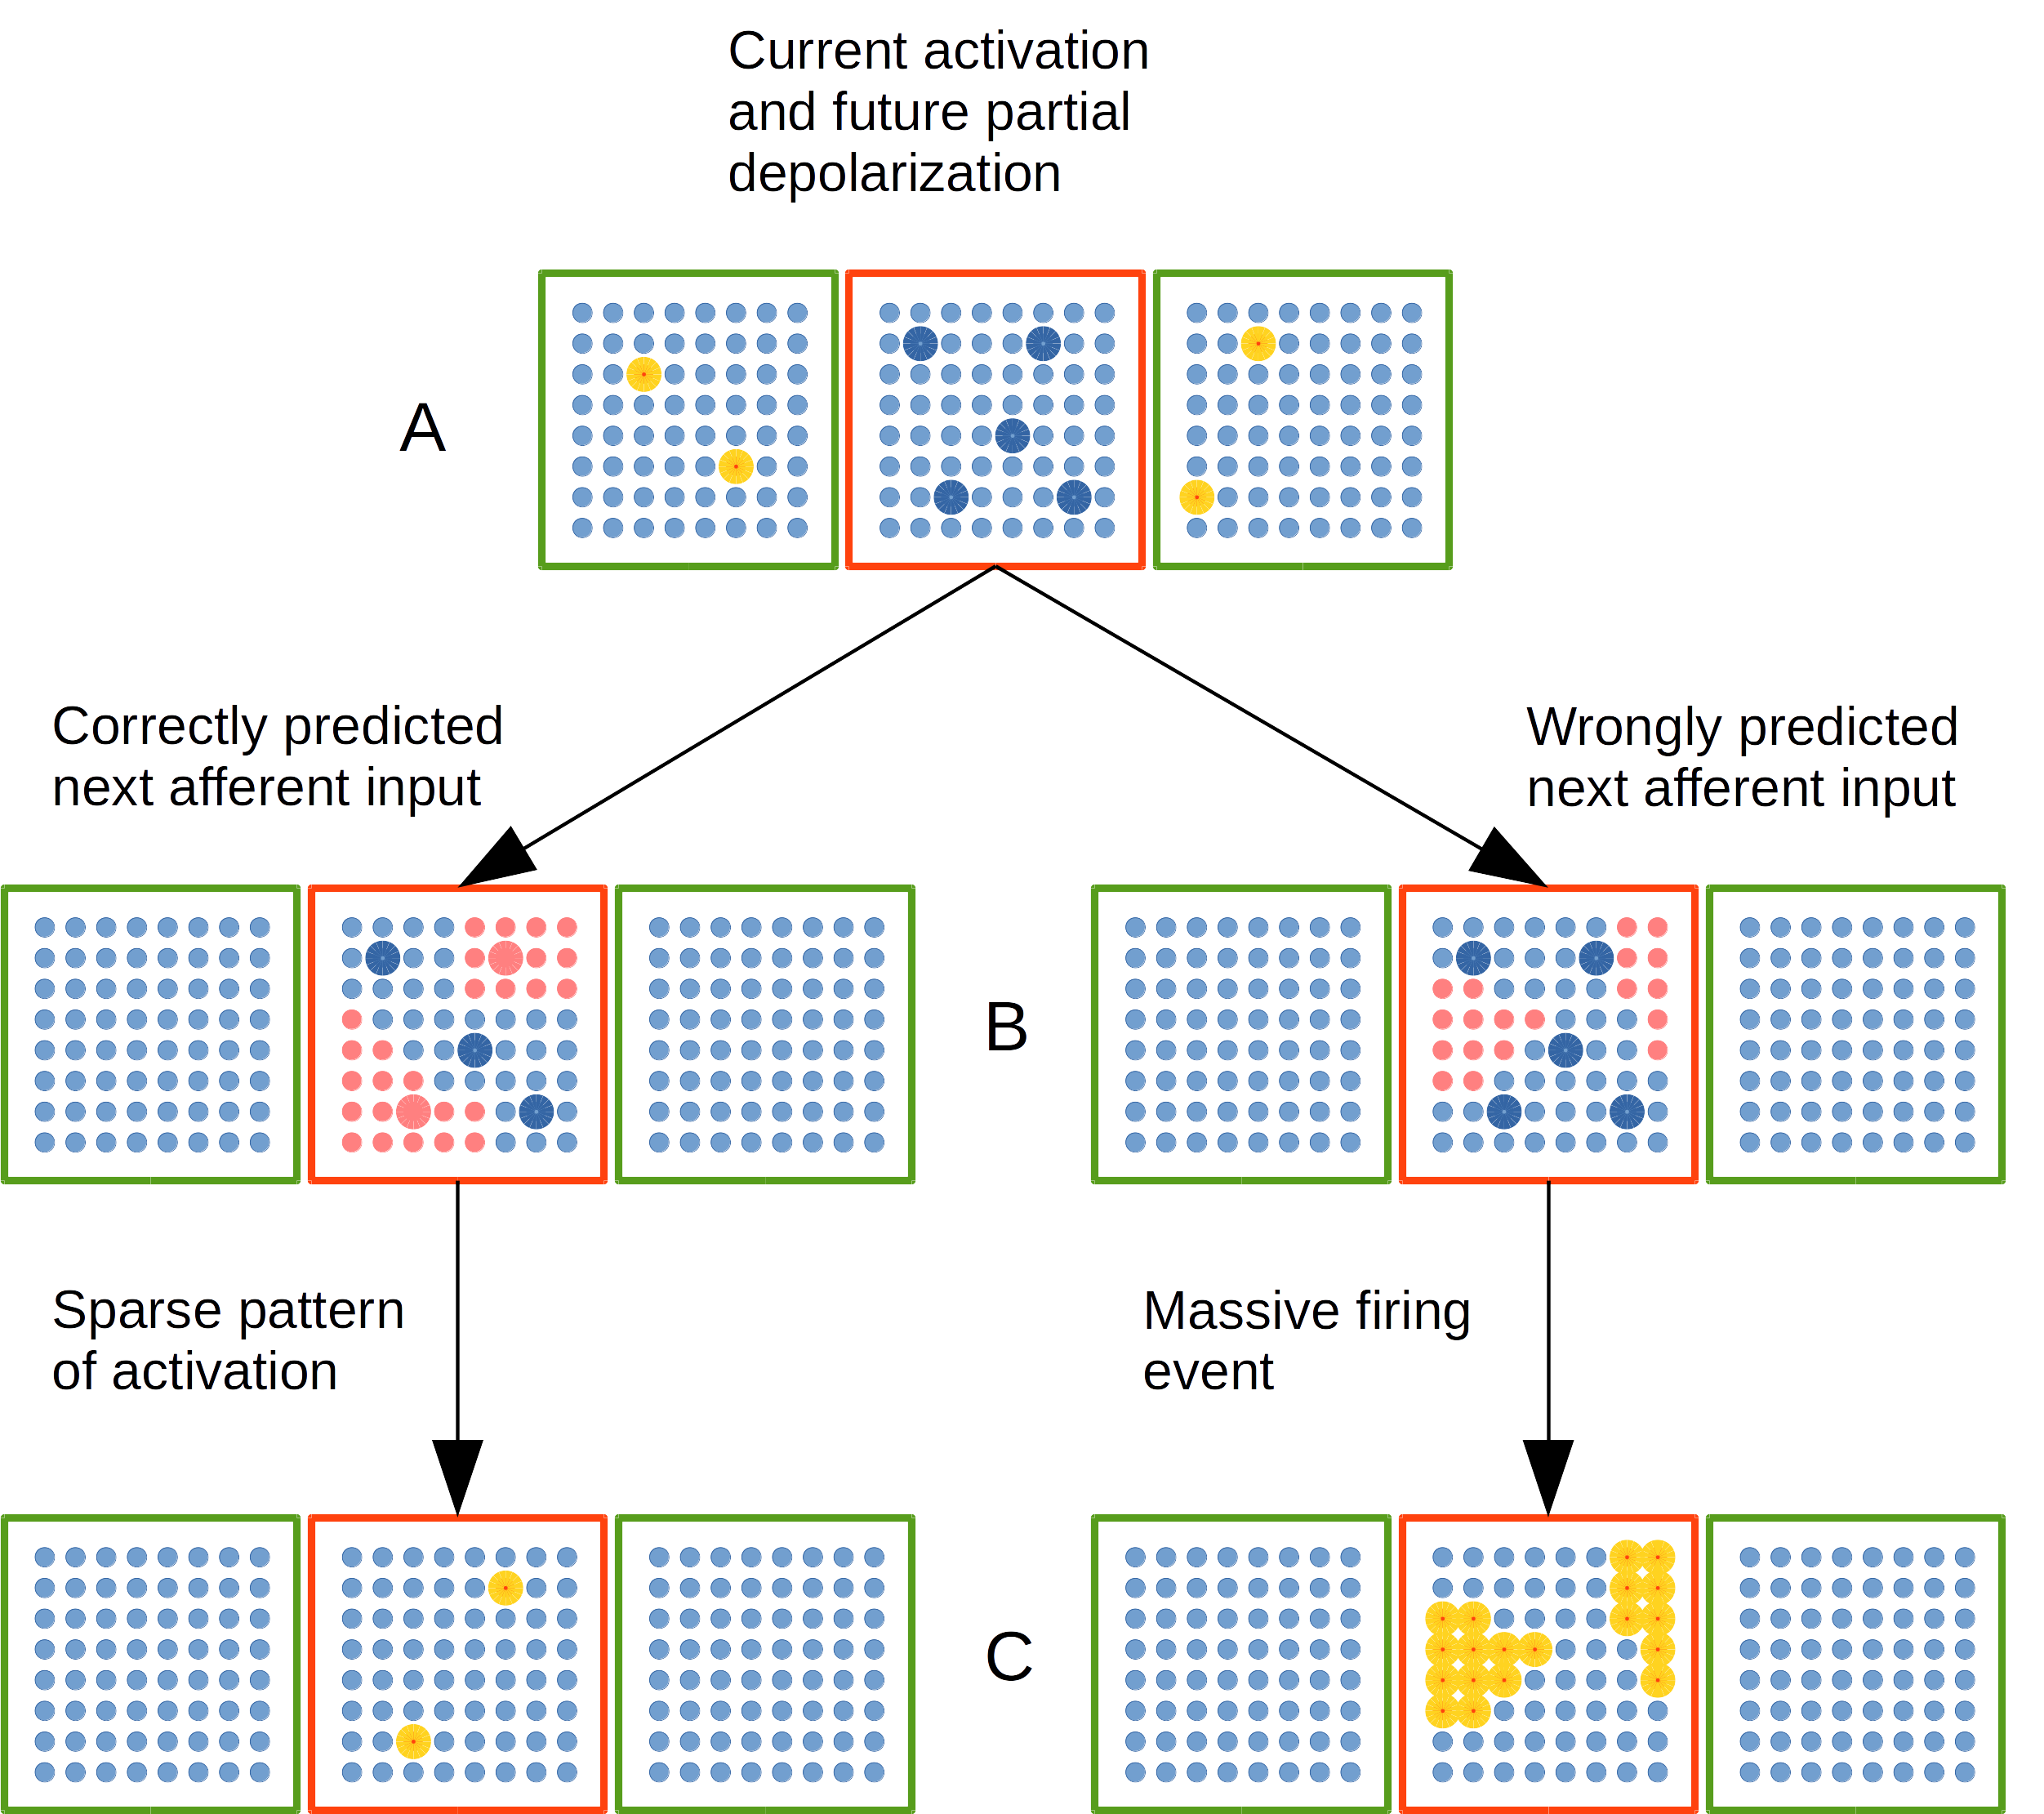 Current activation
and future partial
depolarization
A
Correctly predicted
next afferent input
Wrongly predicted
next afferent input
B
Sparse pattern
of activation
Massive firing
event
C